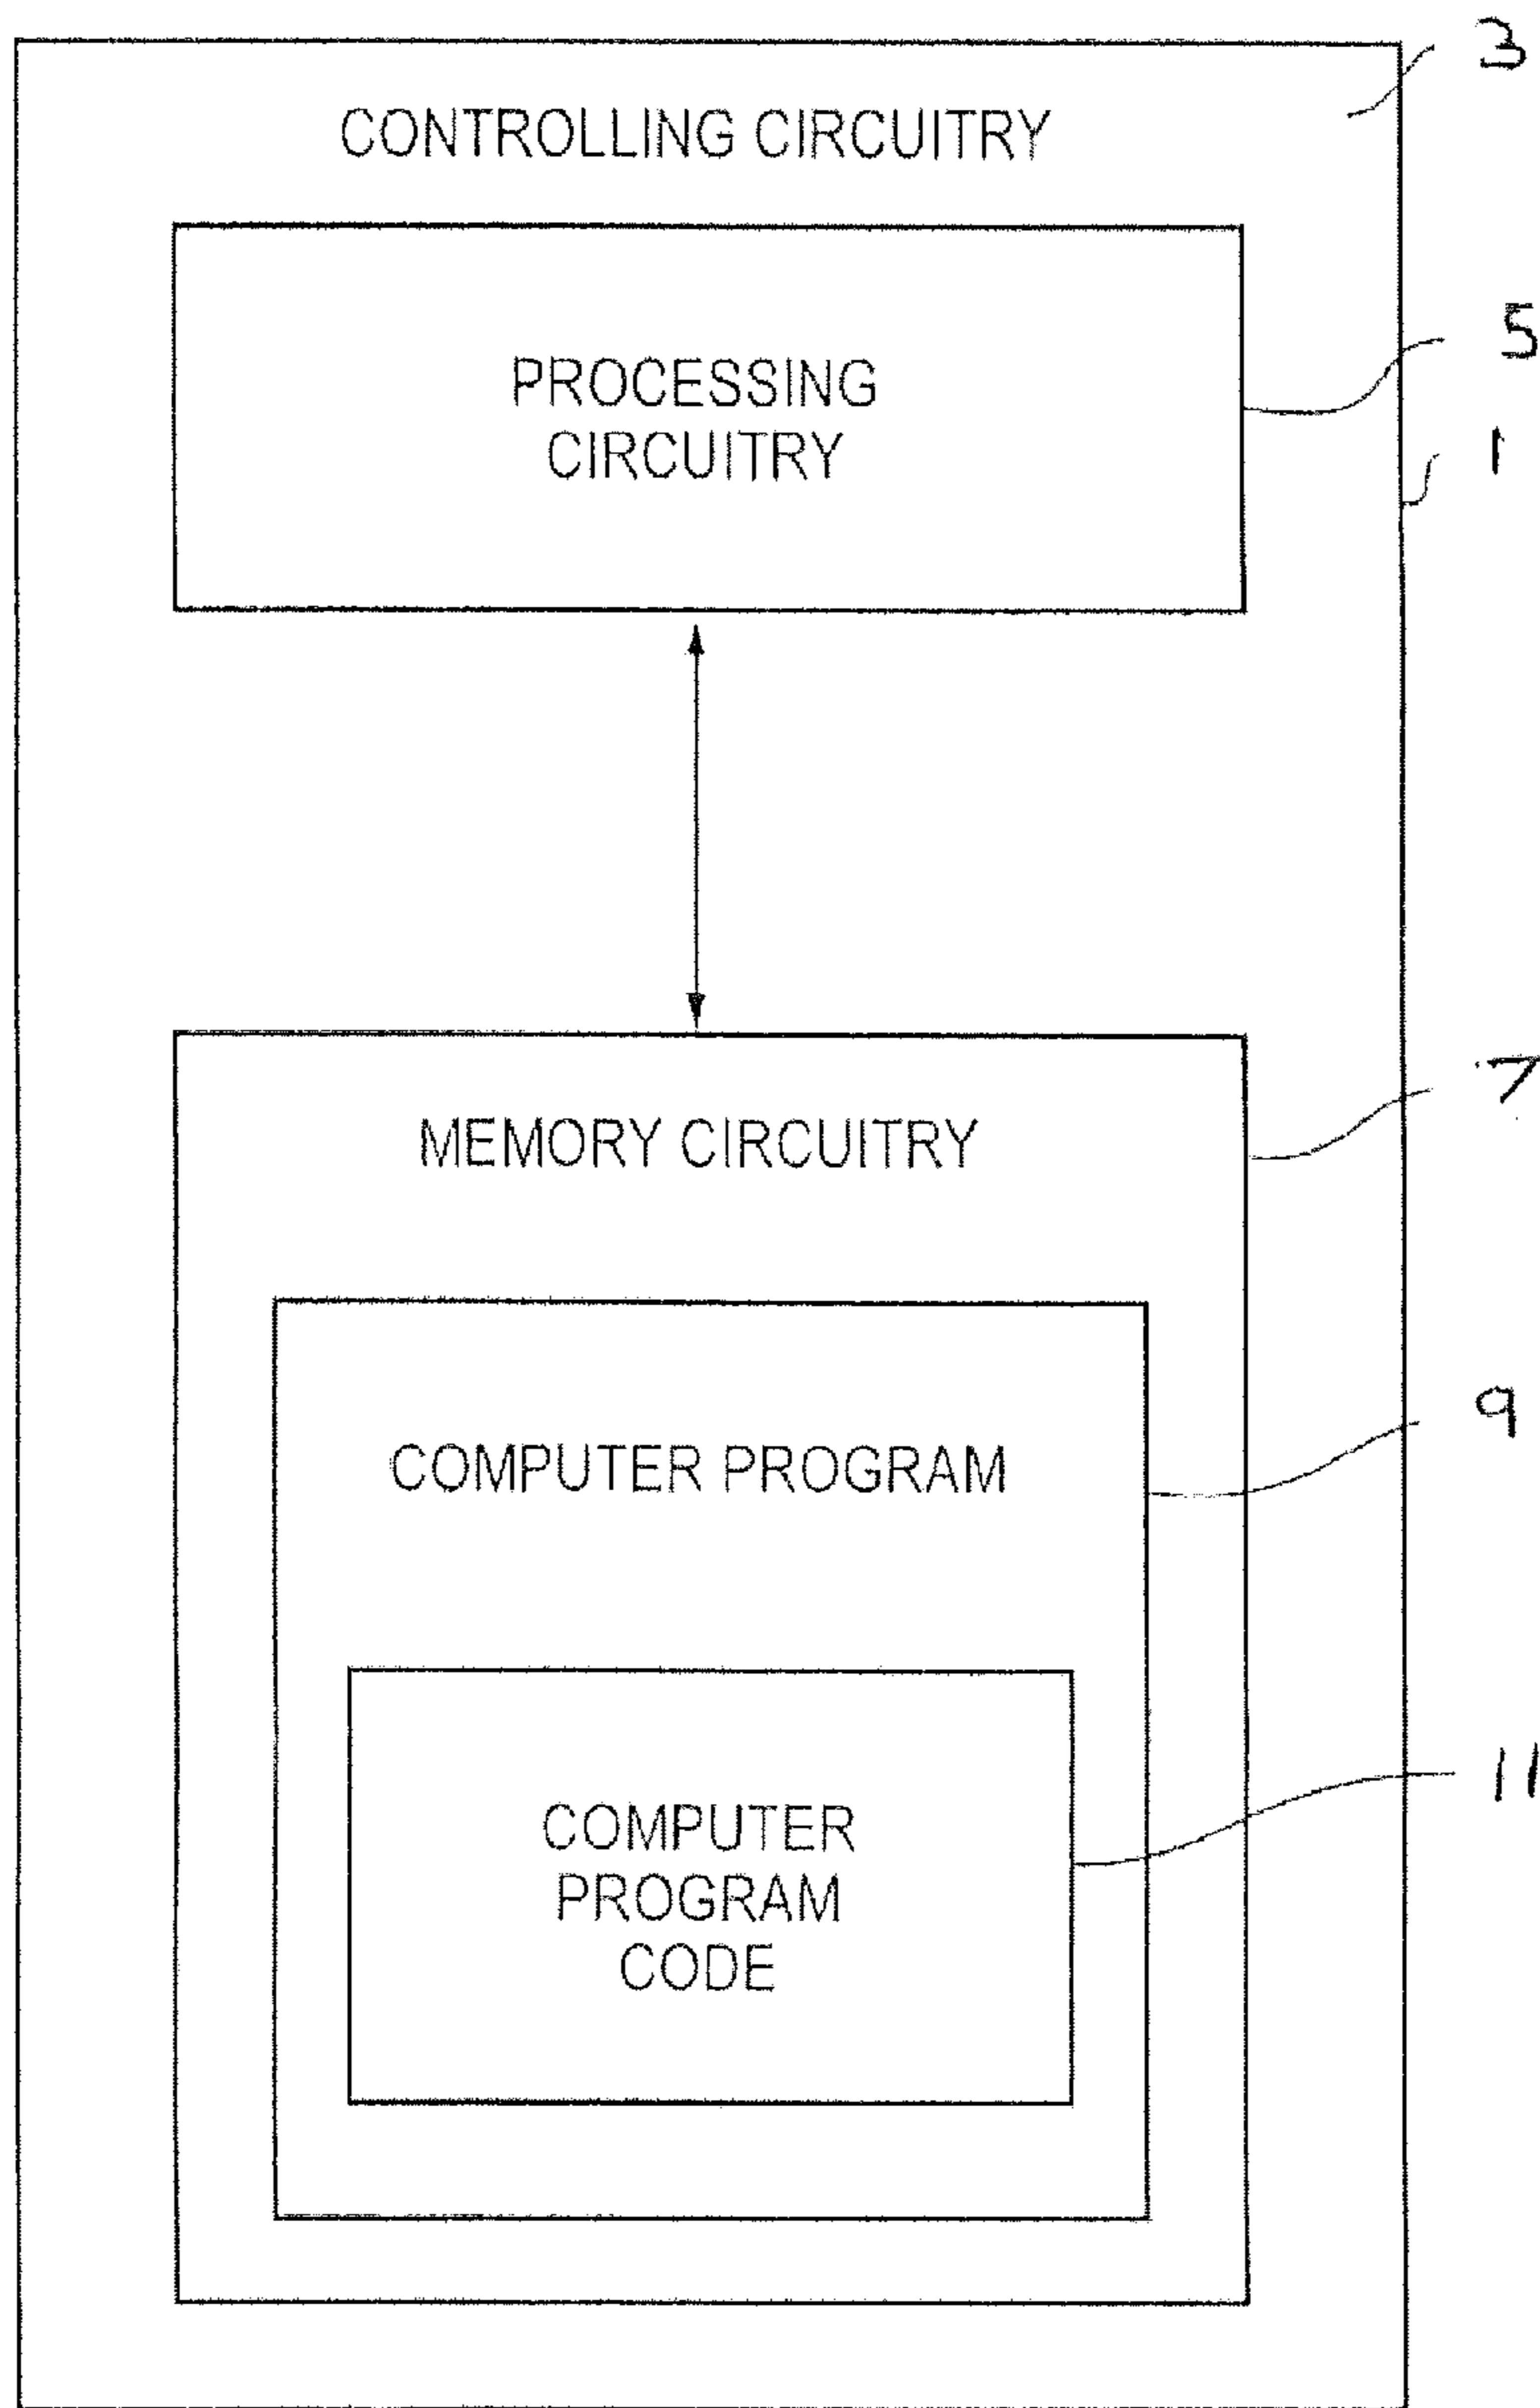 3
CONTROLLING CIRCUITRY
5
PROCESSING
CIRCUITRY
1
7
MEMORY CIRCUITRY
9
COMPUTER PROGRAM
11
COMPUTER
PROGRAM
CODE